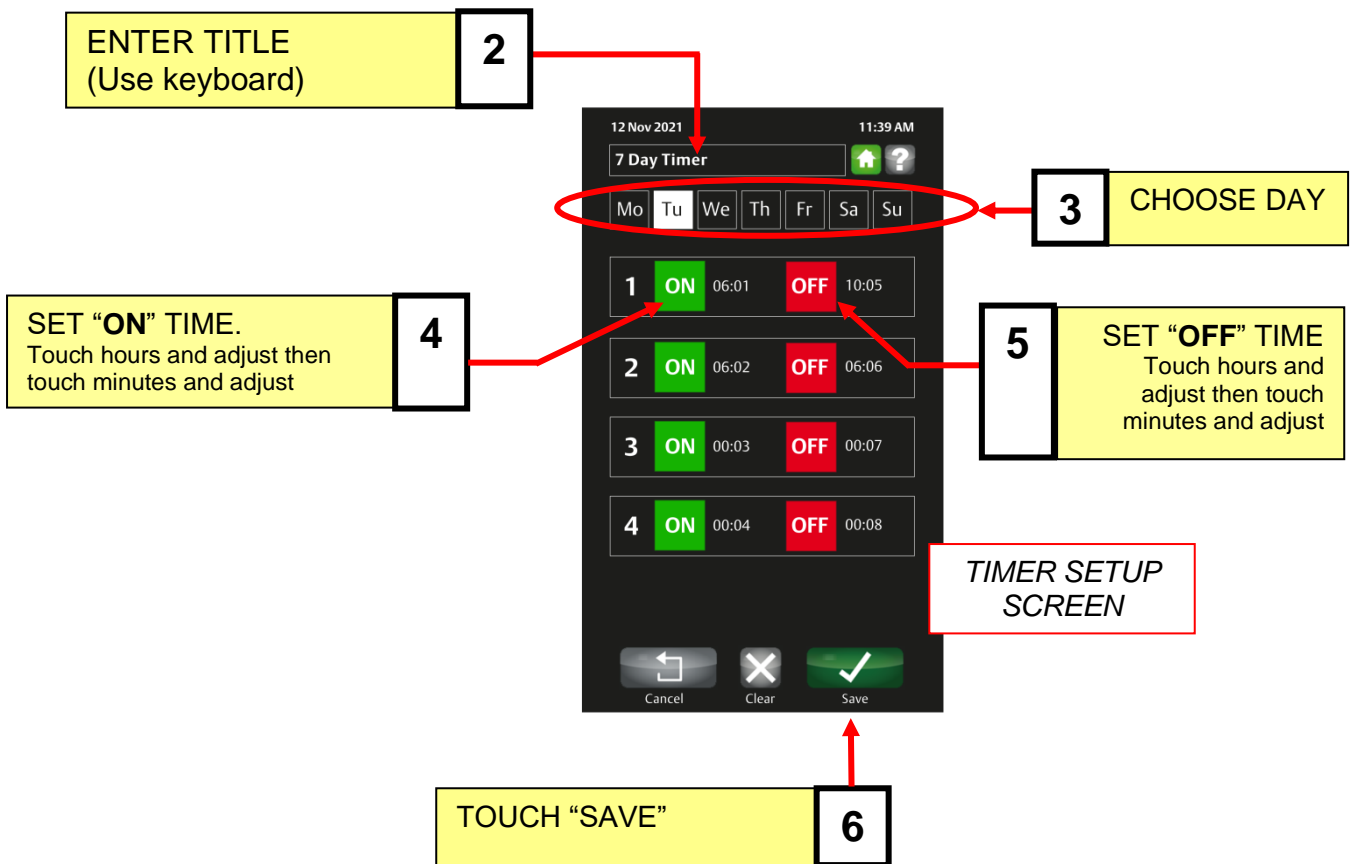 ENTER TITLE
(Use keyboard)
2
12 Nov 2021 11:39 AM
7 Day Timer ?
Mo Tu We Th Fr Sa Su
3 CHOOSE DAY
1 ON 06:01 OFF 10:05
SET “ON” TIME.
Touch hours and adjust then
touch minutes and adjust
4
5
SET “OFF” TIME
Touch hours and
adjust then touch
minutes and adjust
2 ON 06:02 OFF 06:06
3 ON 00:03 OFF 00:07
4 ON 00:04 OFF 00:08
TIMER SETUP
SCREEN
Cancel Clear Save
TOUCH “SAVE” 6